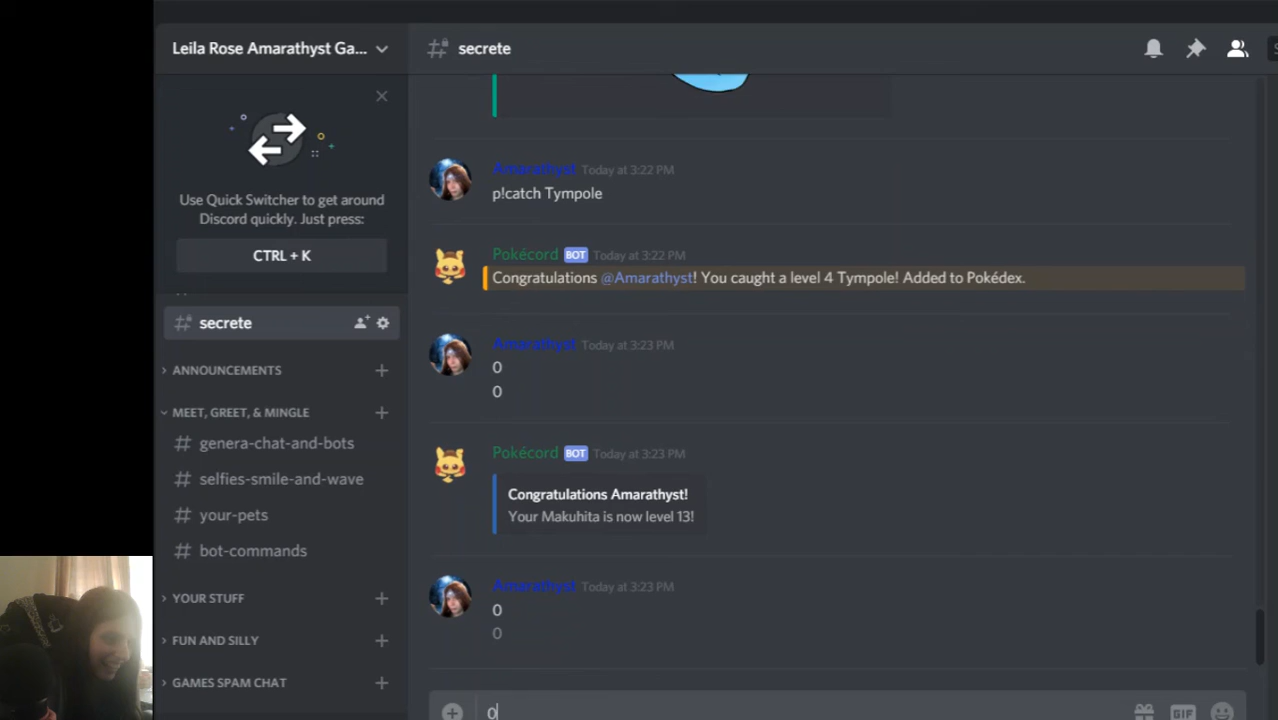 Leila Rose Amarathyst Ga...
Use Quick Switcher to get around
Discord quickly. Just press:
CTRL + K
secrete
ANNOUNCEMENTS
MEET, GREET, & MINGLE
genera-chat-and-bots
selfies-smile-and-wave
your-pets
bot-commands
YOUR STUFF
FUN AND SILLY
GAMES SPAM CHAT
secrete
Amarathyst Today at 3:22 PM
p!catch Tympole
Pokécord BOT Today at 3:22 PM
Congratulations @Amarathyst! You caught a level 4 Tympole! Added to Pokédex.
Amarathyst Today at 3:23 PM
0
0
Pokécord BOT Today at 3:23 PM
Congratulations Amarathyst!
Your Makuhita is now level 13!
Amarathyst Today at 3:23 PM
0
0
0
GIF